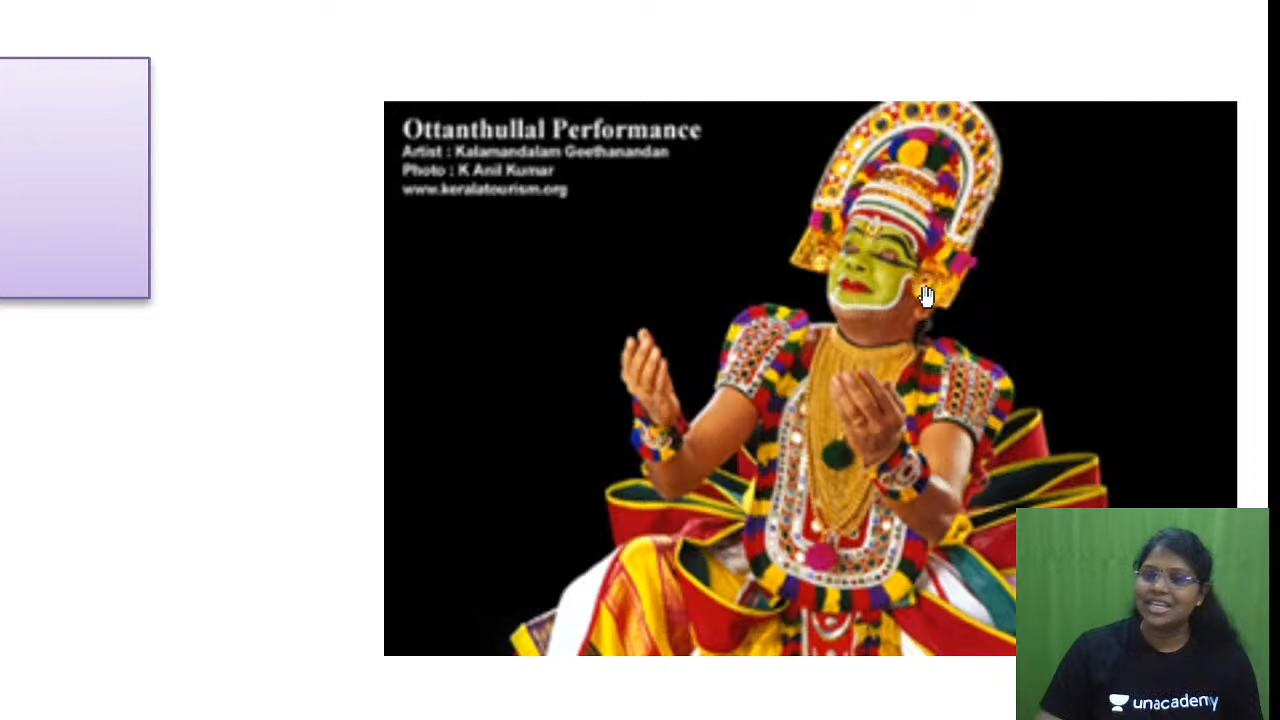 Ottanthullal Performance
Artist : Kalamandalam Geethanandan
Photo : K Anil Kumar
www.keralatourism.org
unacademy